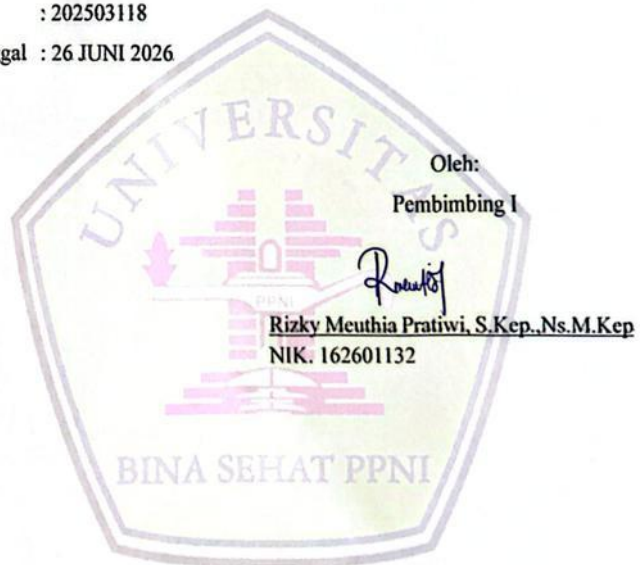 : 202503118
gal : 26 JUNI 2026
UNIVERSITAS
Oleh:
Pembimbing I
PPNI
Rizky Meuthia Pratiwi, S.Kep.,Ns.M.Kep
NIK. 162601132
BINA SEHAT PPNI